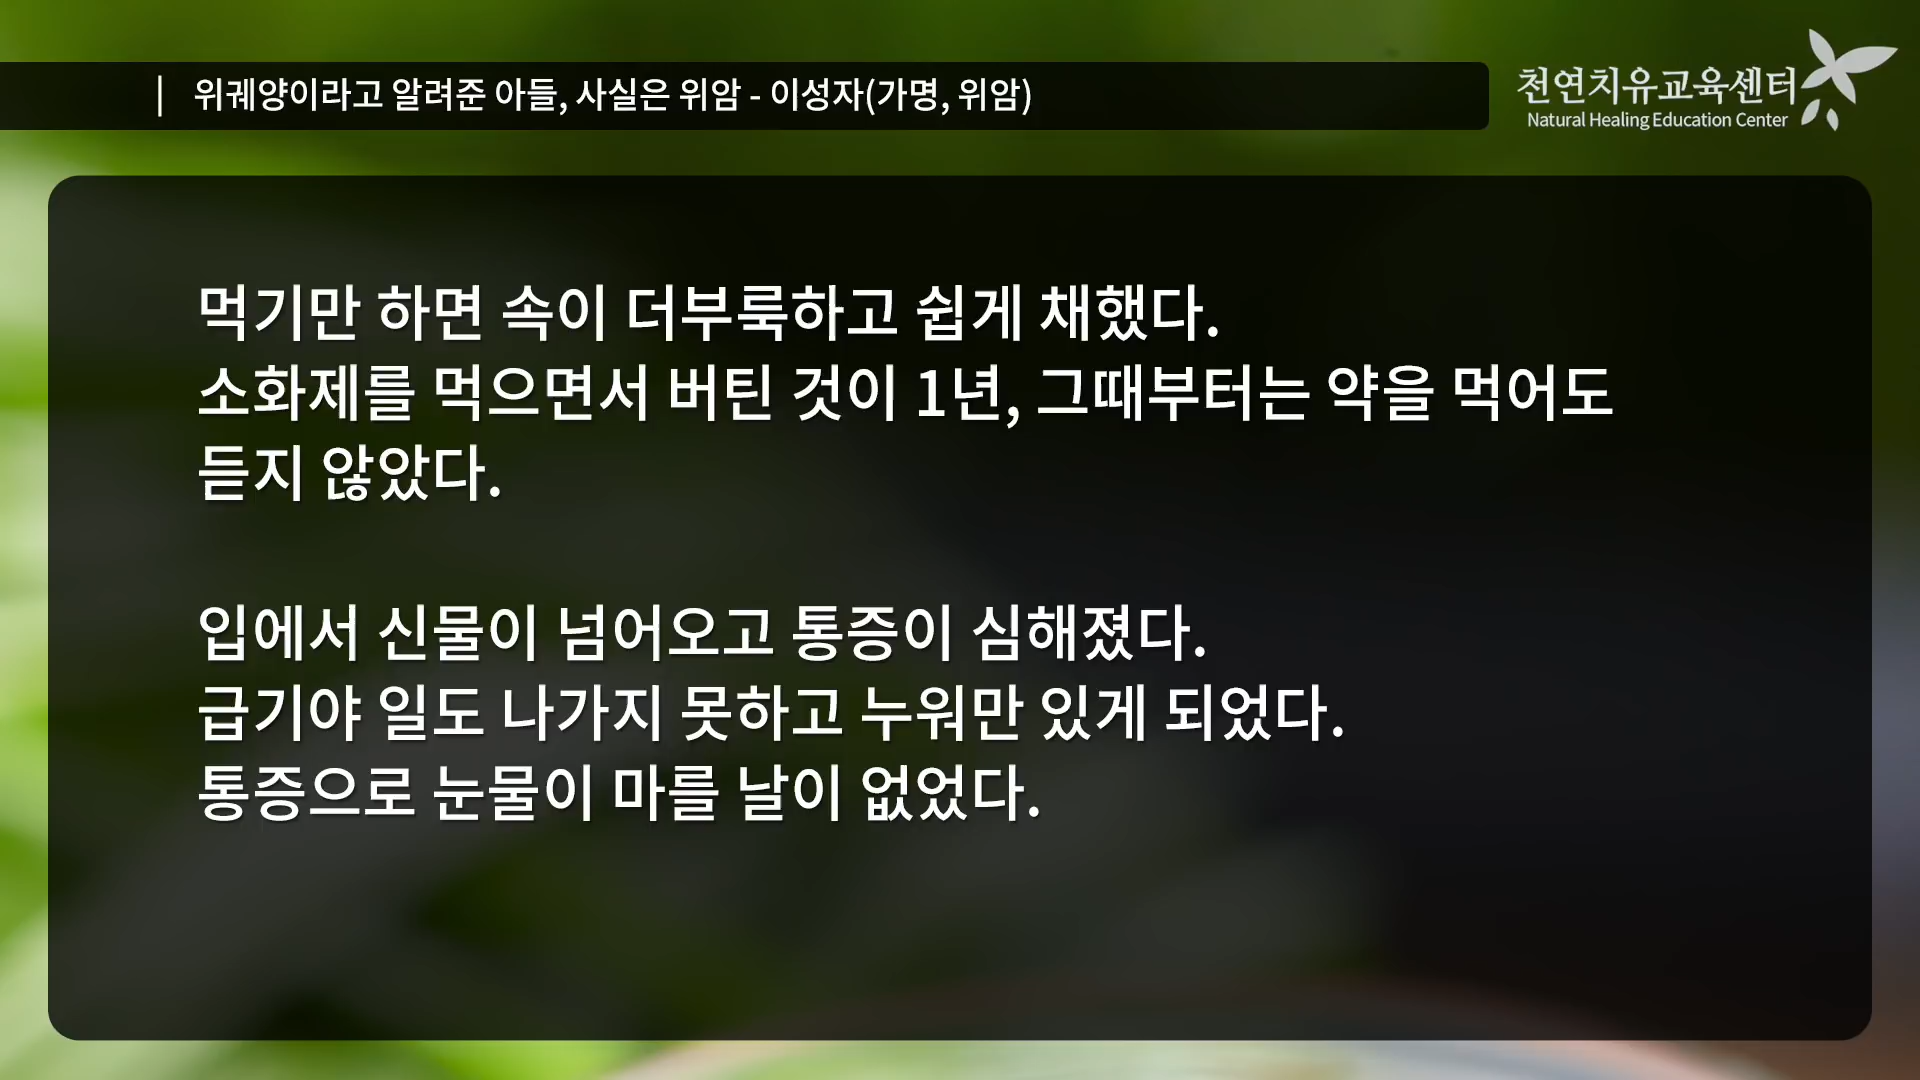 위궤양이라고 알려준 아들, 사실은 위암 - 이성자(가명, 위암)
천연치유교육센터
Natural Healing Education Center
먹기만 하면 속이 더부룩하고 쉽게 채했다.
소화제를 먹으면서 버틴 것이 1년, 그때부터는 약을 먹어도
듣지 않았다.
입에서 신물이 넘어오고 통증이 심해졌다.
급기야 일도 나가지 못하고 누워만 있게 되었다.
통증으로 눈물이 마를 날이 없었다.